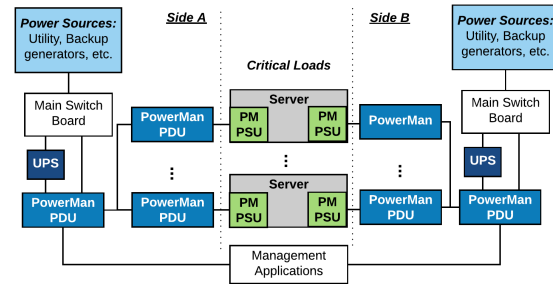 Power Sources:
Utility, Backup
generators, etc.
Side A
Side B
Power Sources:
Utility, Backup
generators, etc.
Critical Loads
Main Switch
Board
UPS
PowerMan
PDU
PowerMan
PDU
...
PowerMan
PDU
Server
PM
PSU
PM
PSU
...
Server
PM
PSU
PM
PSU
PowerMan
...
PowerMan
PDU
Main Switch
Board
UPS
PowerMan
PDU
Management
Applications